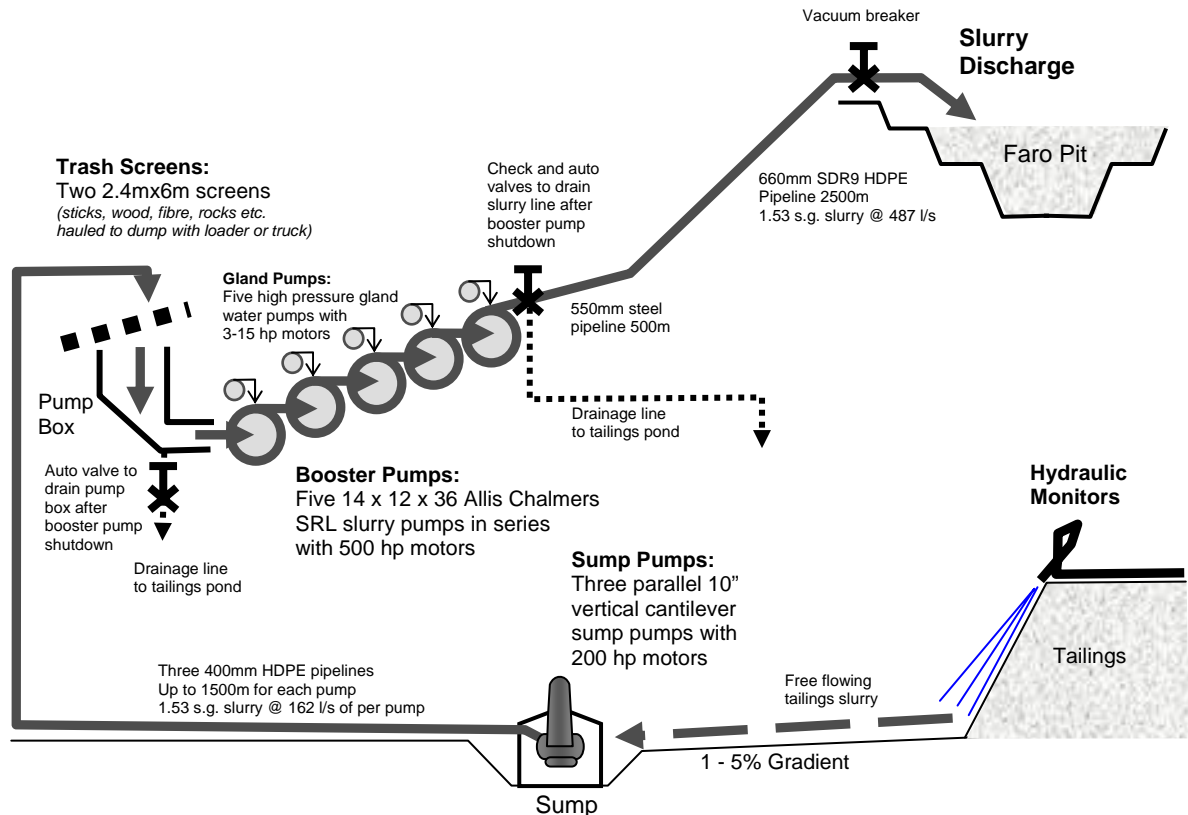 Vacuum breaker
Slurry
Discharge
Faro Pit
Trash Screens:
Two 2.4mx6m screens
(sticks, wood, fibre, rocks etc.
hauled to dump with loader or truck)
Check and auto
valves to drain
slurry line after
booster pump
shutdown
660mm SDR9 HDPE
Pipeline 2500m
1.53 s.g. slurry @ 487 l/s
Gland Pumps:
Five high pressure gland
water pumps with
3-15 hp motors
550mm steel
pipeline 500m
Pump
Box
Drainage line
to tailings pond
Auto valve to
drain pump
box after
booster pump
shutdown
Booster Pumps:
Five 14 x 12 x 36 Allis Chalmers
SRL slurry pumps in series
with 500 hp motors
Hydraulic
Monitors
Drainage line
to tailings pond
Sump Pumps:
Three parallel 10”
vertical cantilever
sump pumps with
200 hp motors
Tailings
Three 400mm HDPE pipelines
Up to 1500m for each pump
1.53 s.g. slurry @ 162 l/s of per pump
Free flowing
tailings slurry
1 - 5% Gradient
Sump